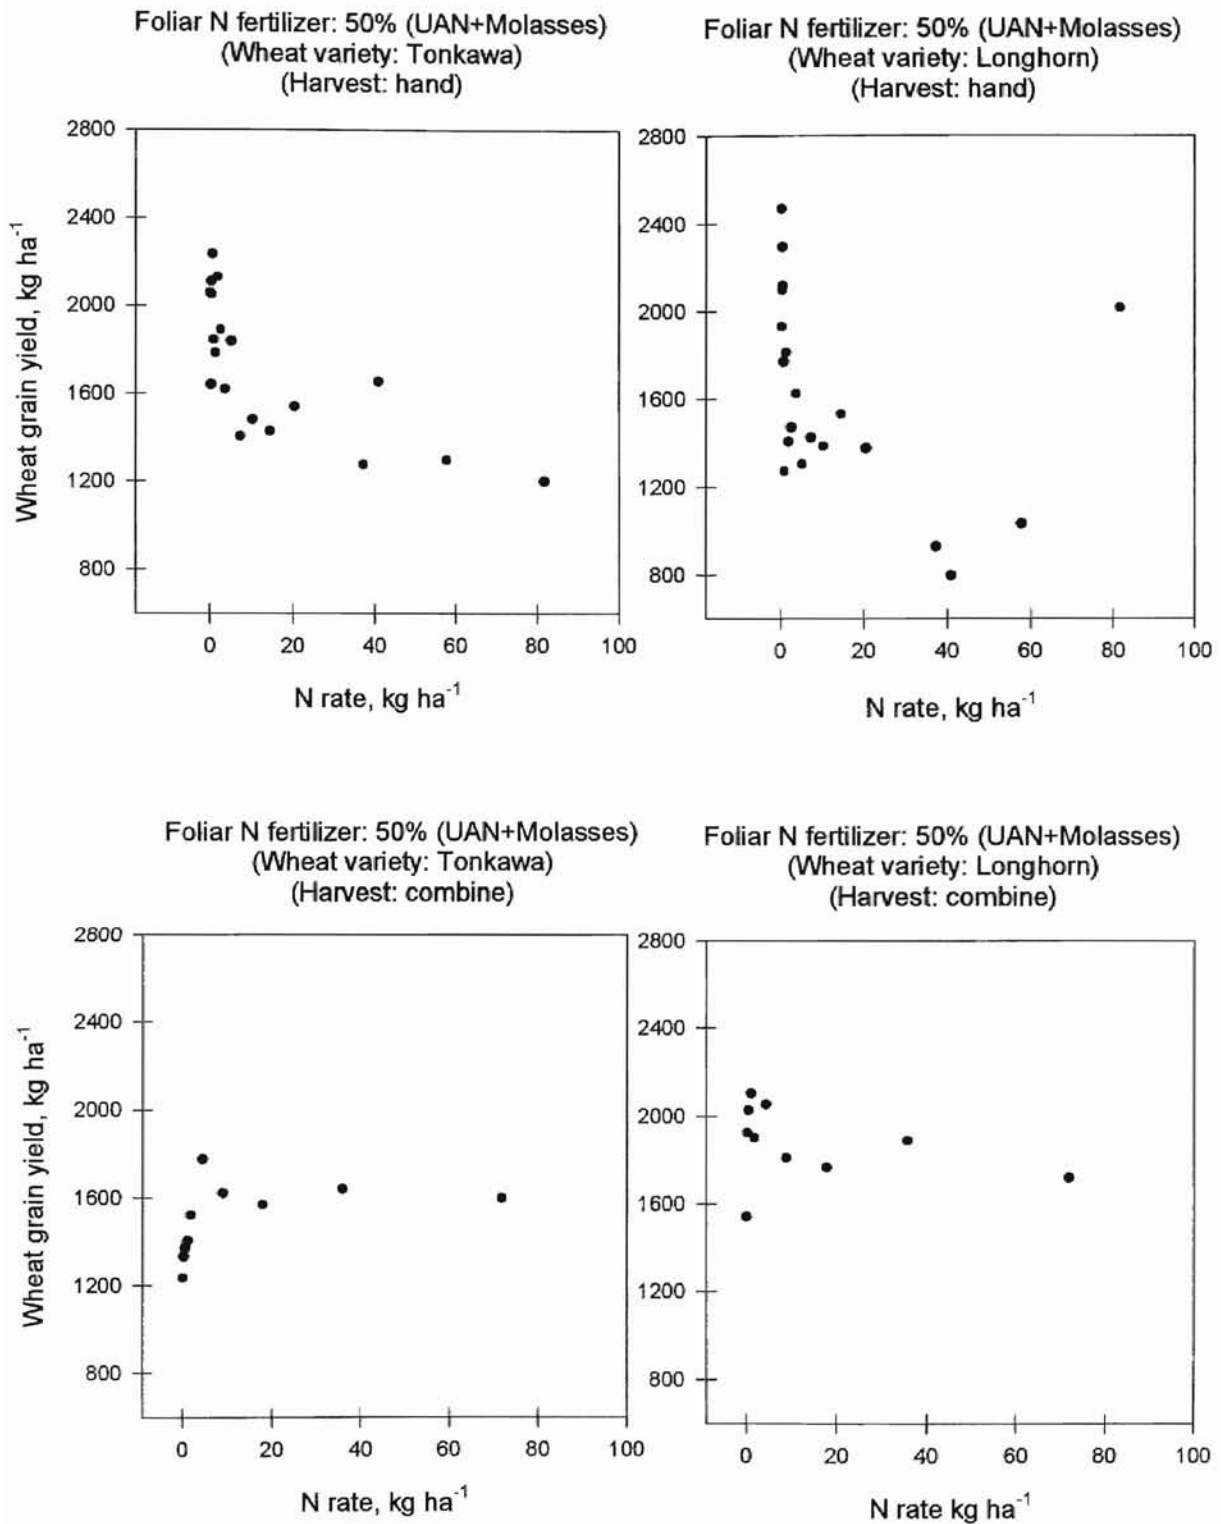 Foliar N fertilizer: 50% (UAN+Molasses)
(Wheat variety: Tonkawa)
(Harvest: hand)
2800
2400
2000
1600
1200
800
Wheat grain yield, kg ha-1
0 20 40 60 80 100
N rate, kg ha-1
Foliar N fertilizer: 50% (UAN+Molasses)
(Wheat variety: Longhorn)
(Harvest: hand)
2800
2400
2000
1600
1200
800
0 20 40 60 80 100
N rate, kg ha-1
Foliar N fertilizer: 50% (UAN+Molasses)
(Wheat variety: Tonkawa)
(Harvest: combine)
2800
2400
2000
1600
1200
800
Wheat grain yield, kg ha-1
0 20 40 60 80 100
N rate, kg ha-1
Foliar N fertilizer: 50% (UAN+Molasses)
(Wheat variety: Longhorn)
(Harvest: combine)
2800
2400
2000
1600
1200
800
0 20 40 60 80 100
N rate kg ha-1